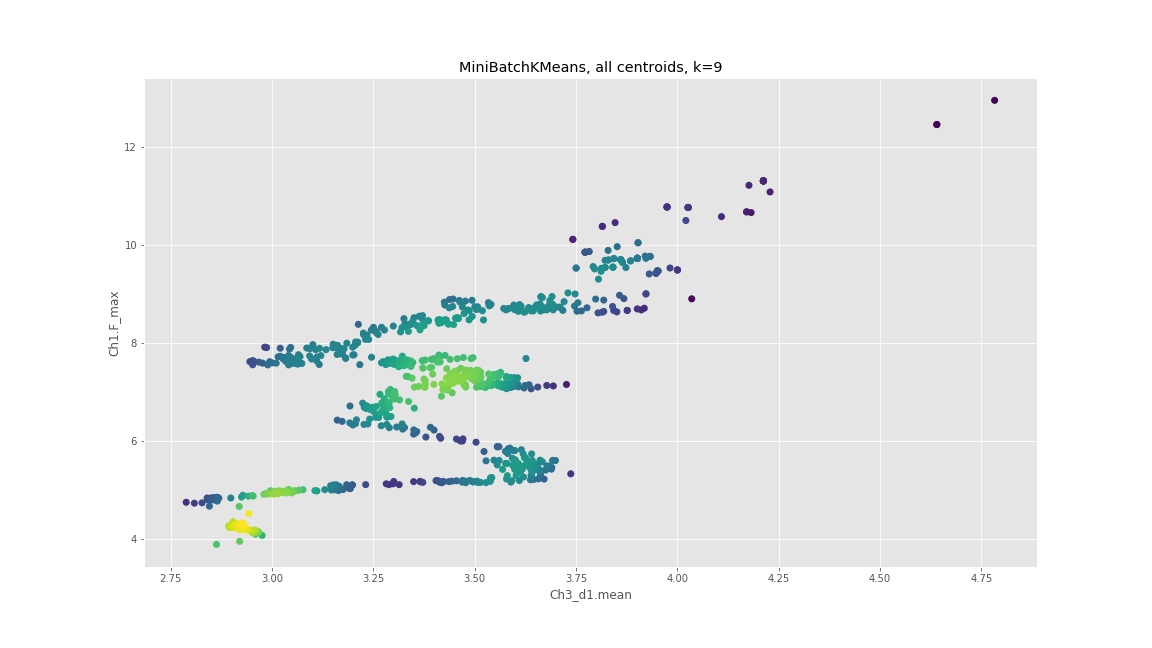 MiniBatchKMeans, all centroids, k=9
12
10
8
6
4
Ch1.F_max
2.75 3.00 3.25 3.50 3.75 4.00 4.25 4.50 4.75
Ch3_d1.mean